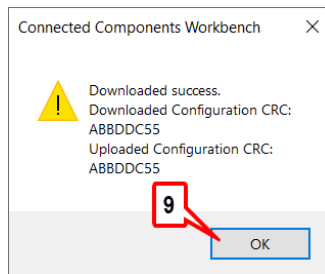 Connected Components Workbench
Downloaded success.
Downloaded Configuration CRC:
ABBDDC55
Uploaded Configuration CRC:
ABBDDC55
9
OK